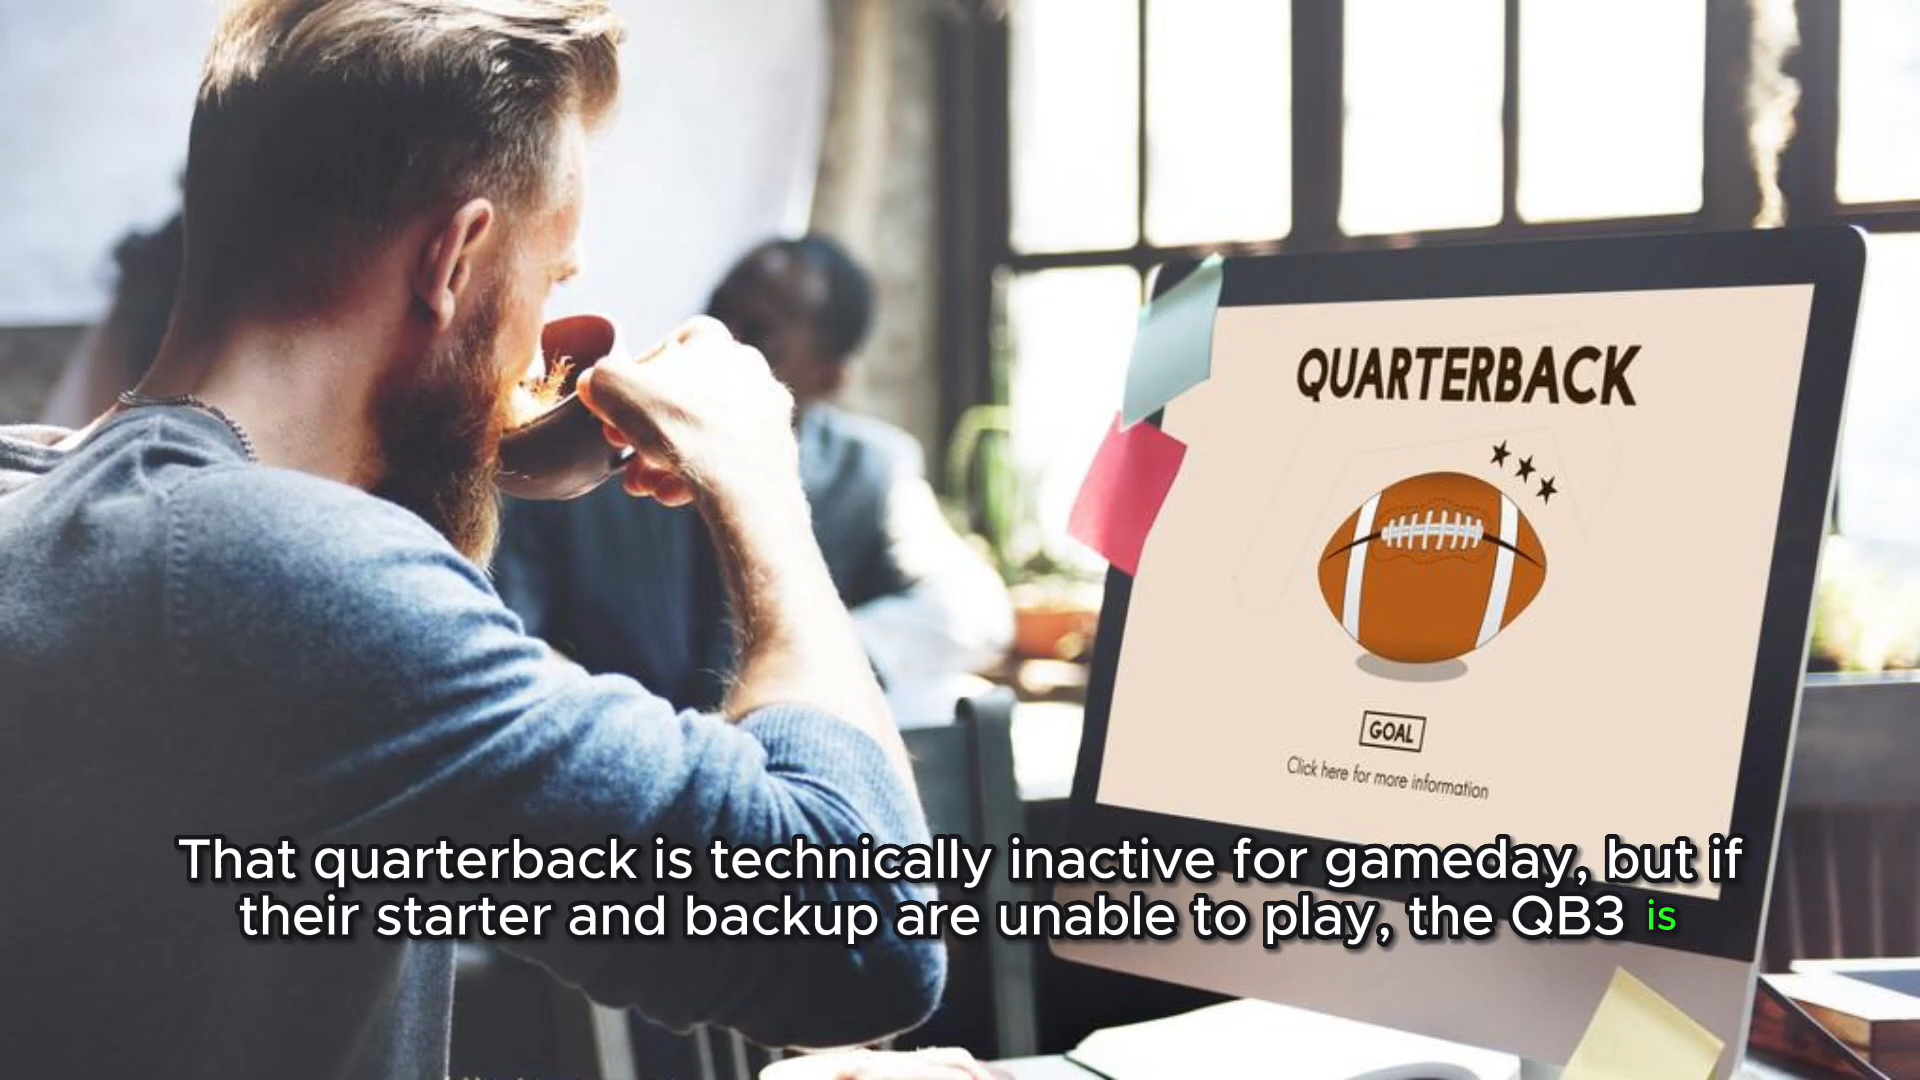 QUARTERBACK
GOAL
Click here for more information
That quarterback is technically inactive for gameday, but if
their starter and backup are unable to play, the QB3 is